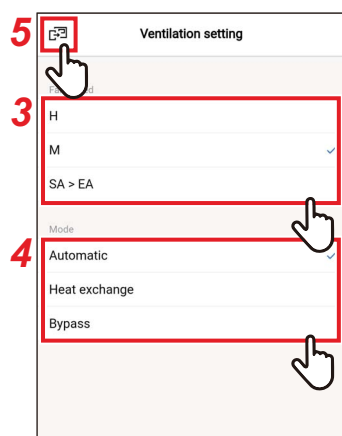 5
Ventilation setting
3
H
M
SA > EA
Mode
4
Automatic
Heat exchange
Bypass